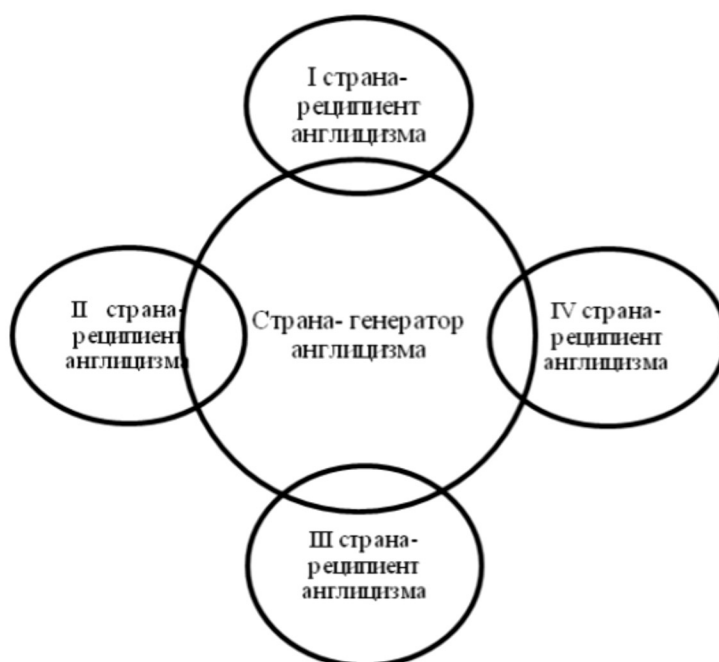 I страна-
реципиент
англицизма
II страна-
реципиент
англицизма
Страна- генератор
англицизма
IV страна-
реципиент
англицизма
III страна-
реципиент
англицизма